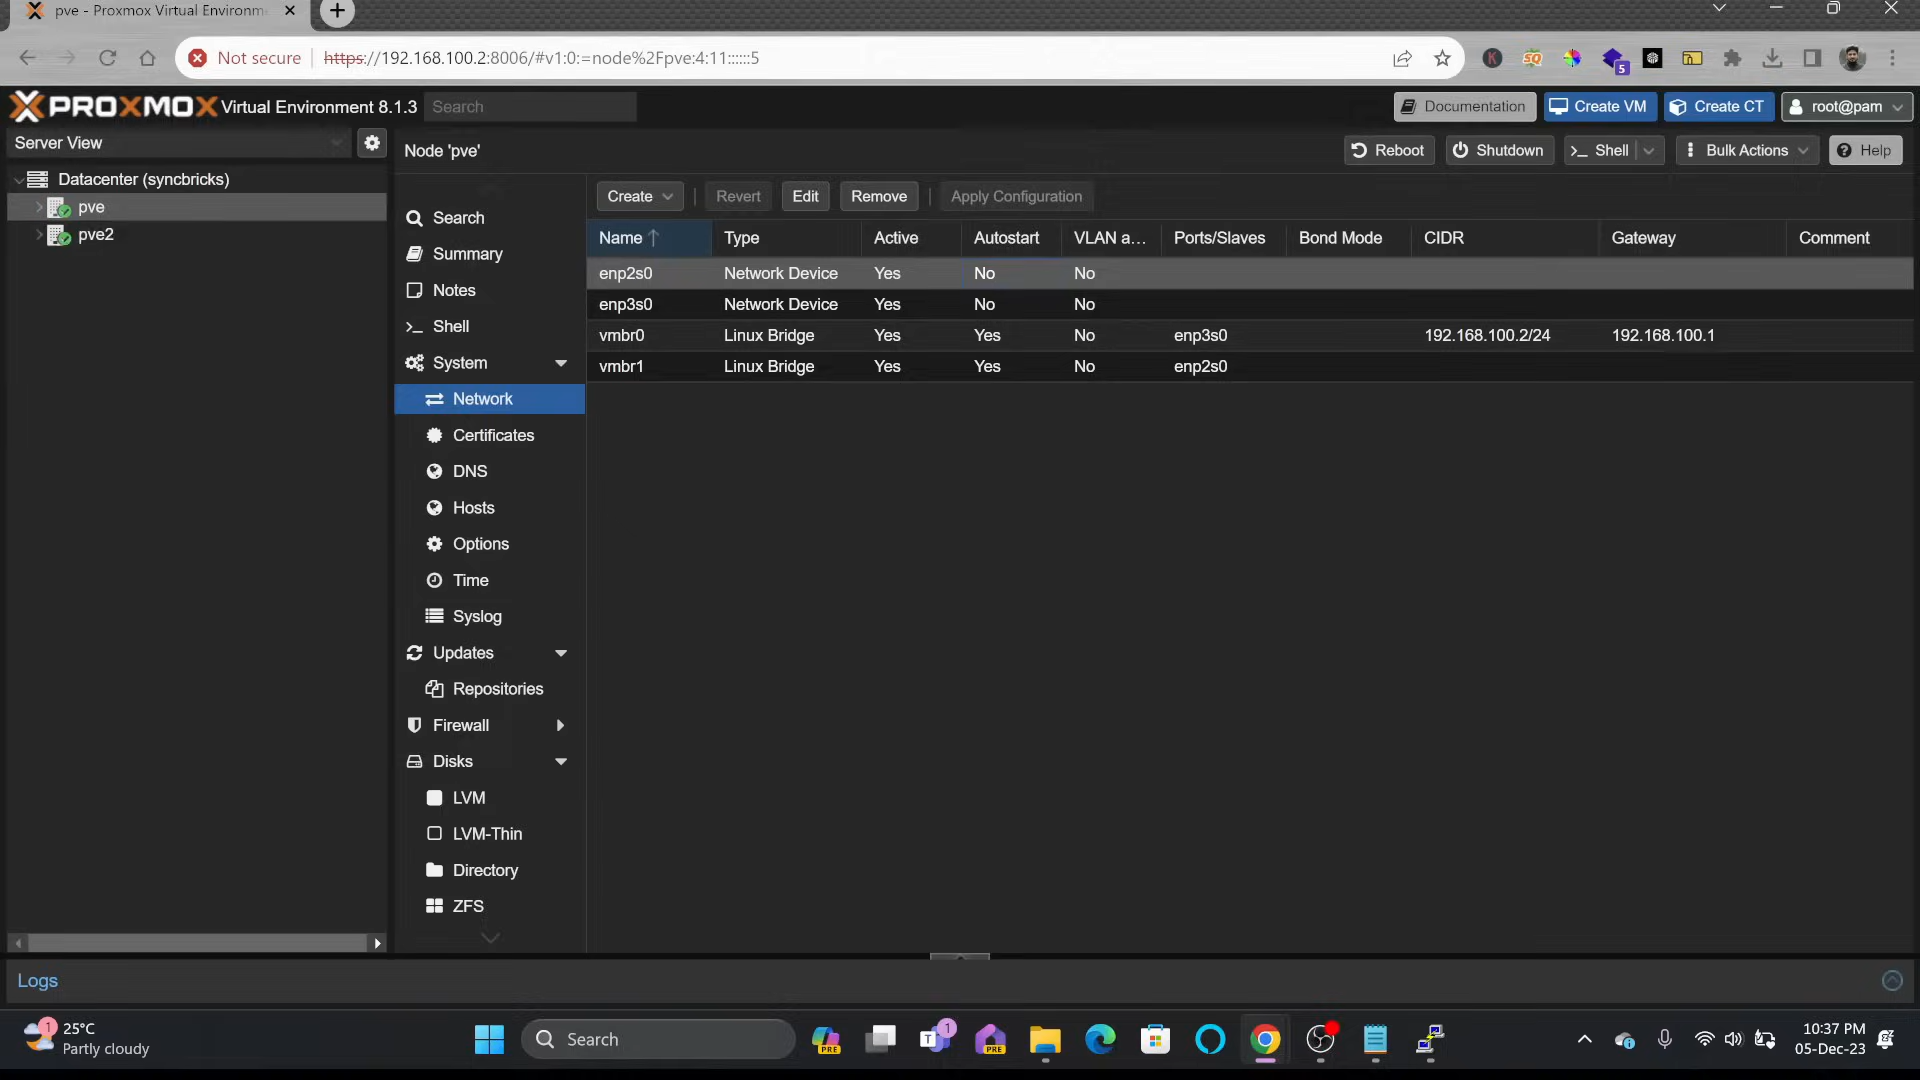 pve - Proxmox Virtual Environm
Not secure https://192.168.100.2:8006/#v1:0:=node%2Fpve:4:11::::::5
5
PROXMOX Virtual Environment 8.1.3 Search
Documentation Create VM Create CT root@pam
Server View
Node 'pve'
Reboot Shutdown Shell Bulk Actions Help
Datacenter (syncbricks)
pve
pve2
Search
Summary
Notes
Shell
System
Network
Certificates
DNS
Hosts
Options
Time
Syslog
Updates
Repositories
Firewall
Disks
LVM
LVM-Thin
Directory
ZFS
Create Revert Edit Remove Apply Configuration
Name Type Active Autostart VLAN a... Ports/Slaves Bond Mode CIDR Gateway Comment
enp2s0 Network Device Yes No No
enp3s0 Network Device Yes No No
vmbr0 Linux Bridge Yes Yes No enp3s0 192.168.100.2/24 192.168.100.1
vmbr1 Linux Bridge Yes Yes No enp2s0
Logs
1
25°C
Partly cloudy
Search
PRE
T
1
PRE
10:37 PM
05-Dec-23